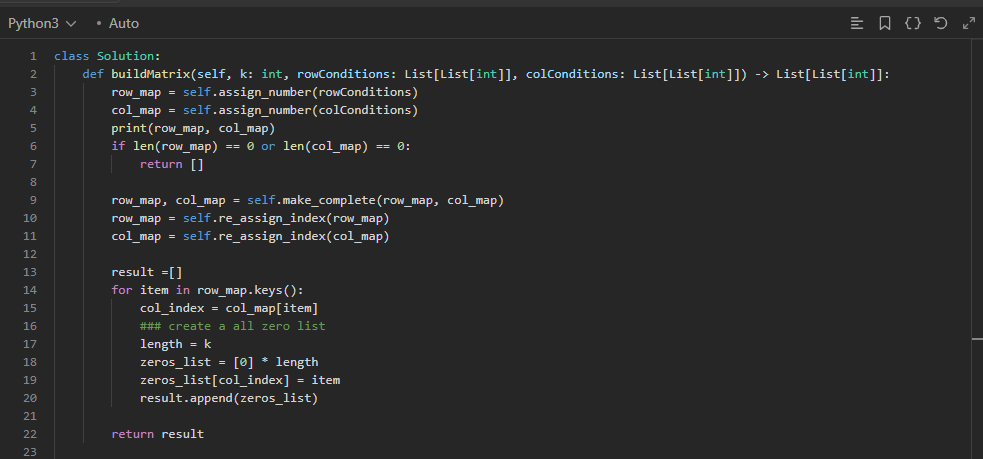 Python3 • Auto
1 class Solution:
2 def buildMatrix(self, k: int, rowConditions: List[List[int]], colConditions: List[List[int]]) -> List[List[int]]:
3 row_map = self.assign_number(rowConditions)
4 col_map = self.assign_number(colConditions)
5 print(row_map, col_map)
6 if len(row_map) == 0 or len(col_map) == 0:
7 return []
8
9 row_map, col_map = self.make_complete(row_map, col_map)
10 row_map = self.re_assign_index(row_map)
11 col_map = self.re_assign_index(col_map)
12
13 result =[]
14 for item in row_map.keys():
15 col_index = col_map[item]
16 ### create a all zero list
17 length = k
18 zeros_list = [0] * length
19 zeros_list[col_index] = item
20 result.append(zeros_list)
21
22 return result
23